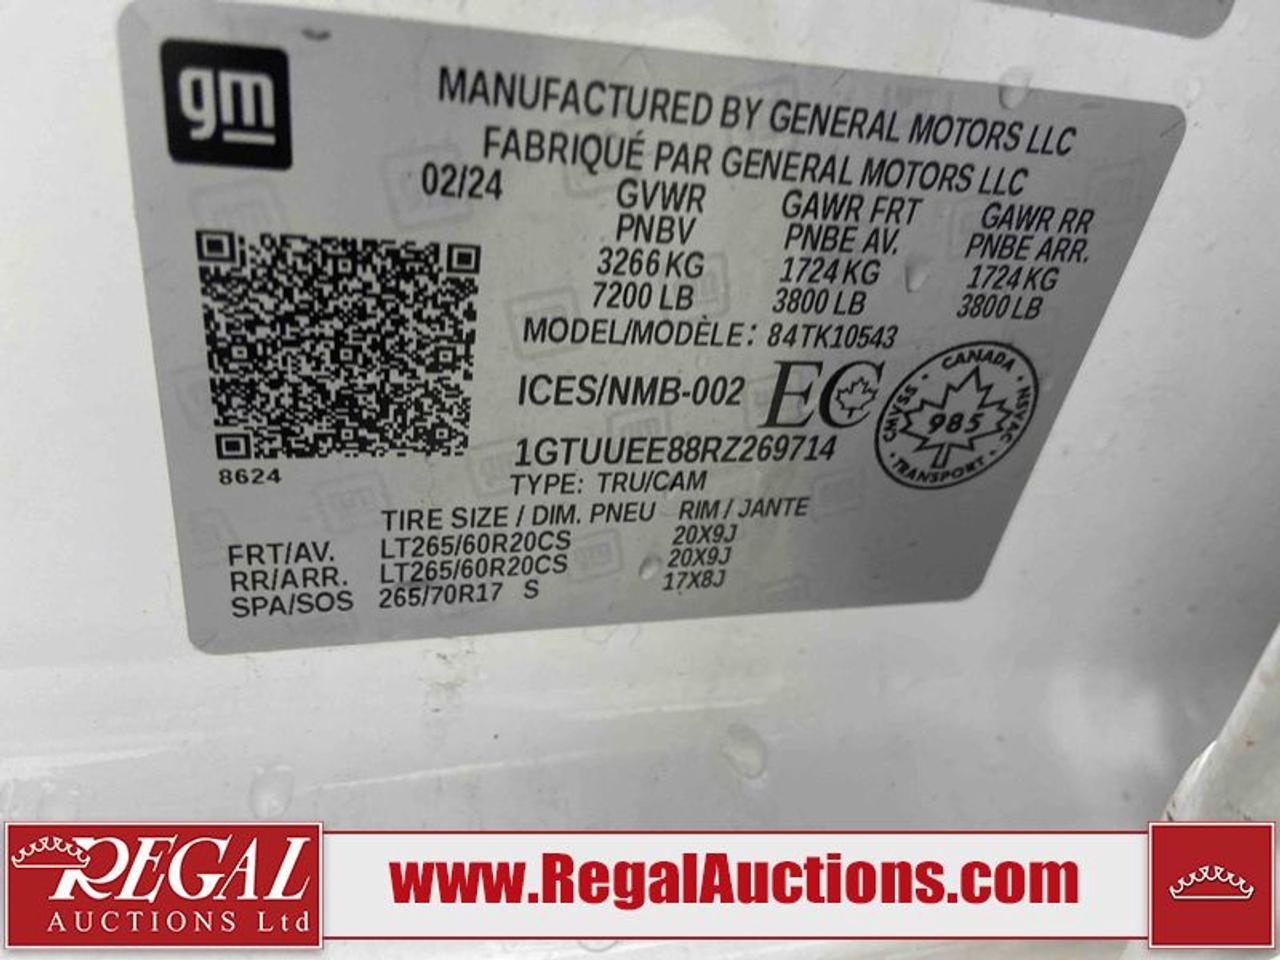 gm
MANUFACTURED BY GENERAL MOTORS LLC
FABRIQUÉ PAR GENERAL MOTORS LLC
02/24
GVWR GAWR FRT GAWR RR
PNBV PNBE AV. PNBE ARR.
3266 KG 1724 KG 1724 KG
7200 LB 3800 LB 3800 LB
MODEL/MODÈLE: 84TK10543
ICES/NMB-002 EC
CANADA
CMVSS NSVAC
985
TRANSPORT
1GTUUEE88RZ269714
8624
TYPE: TRU/CAM
TIRE SIZE / DIM. PNEU RIM / JANTE
FRT/AV. LT265/60R20CS 20X9J
RR/ARR. LT265/60R20CS 20X9J
SPA/SOS 265/70R17 S 17X8J
REGAL
AUCTIONS Ltd
www.RegalAuctions.com